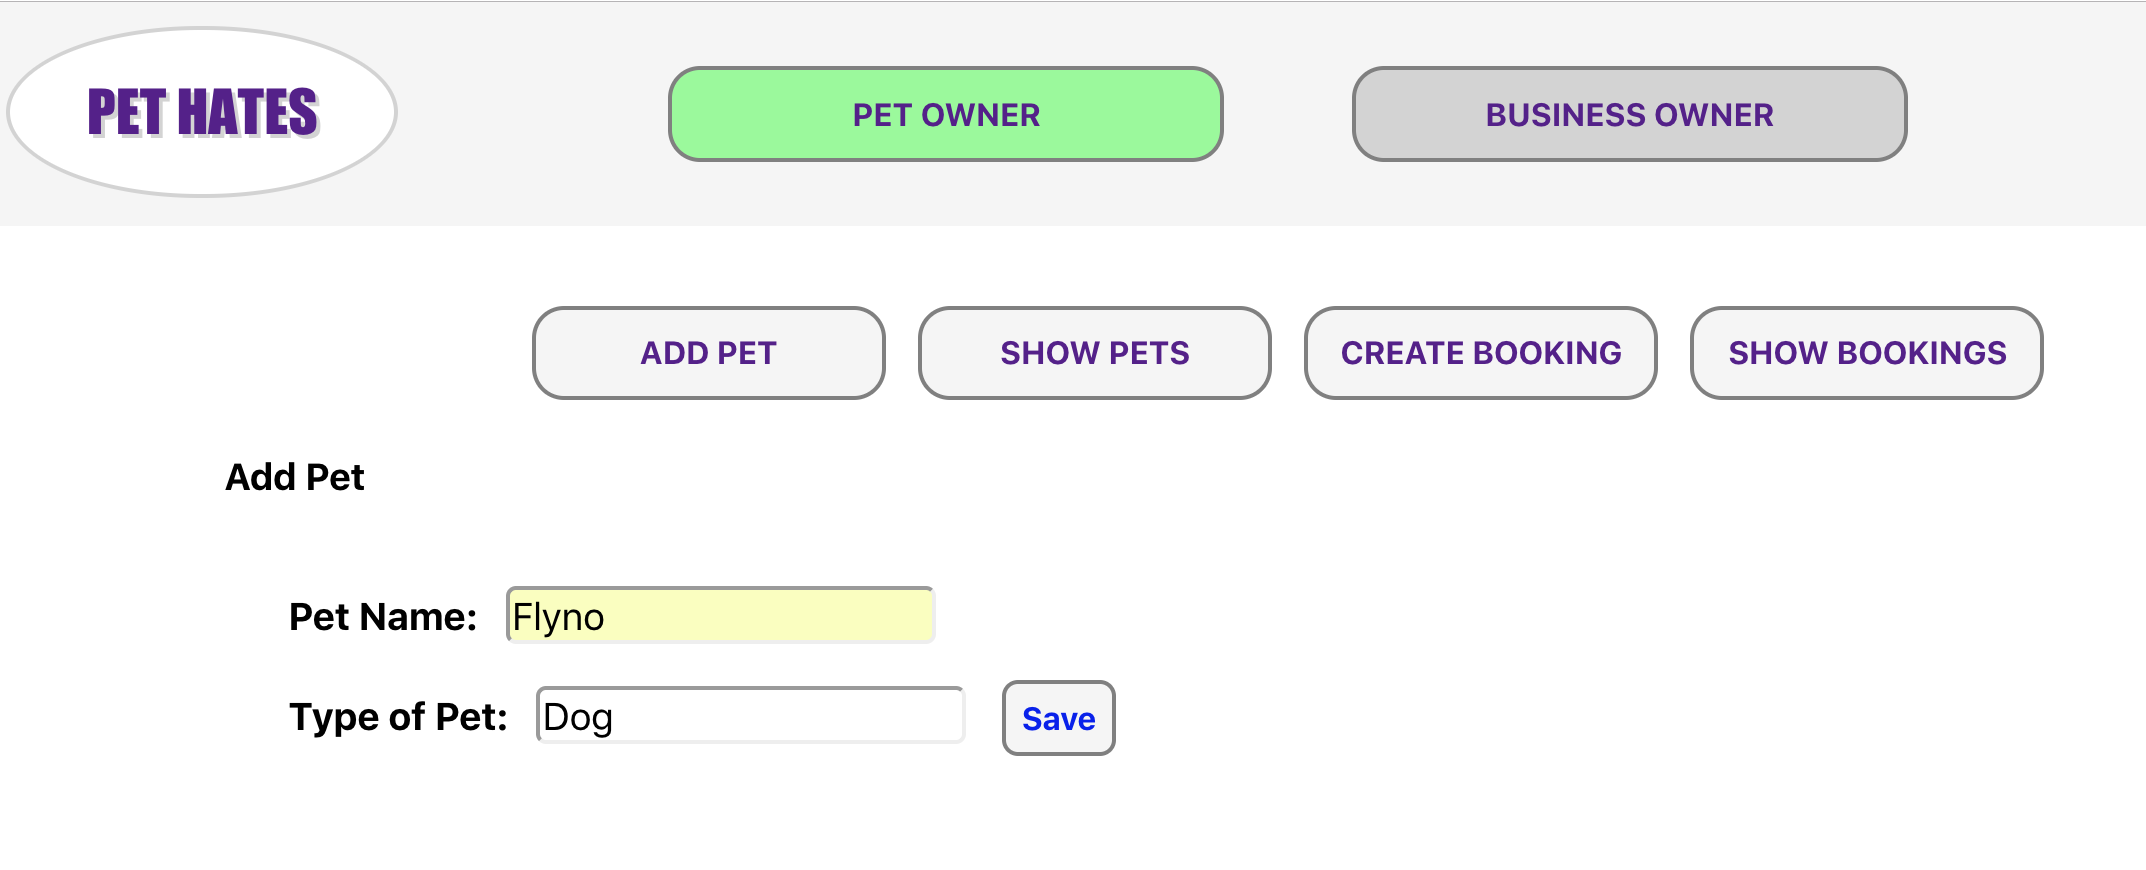 PET HATES
PET OWNER
BUSINESS OWNER
ADD PET
SHOW PETS
CREATE BOOKING
SHOW BOOKINGS
Add Pet
Pet Name: Flyno
Type of Pet: Dog
Save